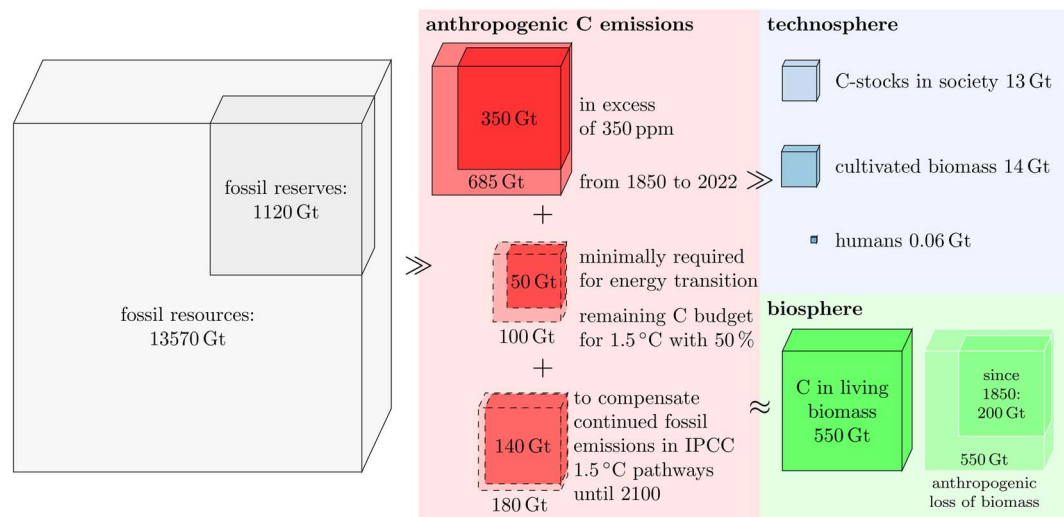 fossil reserves:
1120 Gt
fossil resources:
13570 Gt
≫
anthropogenic C emissions
350 Gt
in excess
of 350 ppm
685 Gt
from 1850 to 2022
≫
+
50 Gt
minimally required
for energy transition
100 Gt
remaining C budget
for 1.5 °C with 50 %
+
140 Gt
180 Gt
to compensate
continued fossil
emissions in IPCC
1.5 °C pathways
until 2100
≈
technosphere
C-stocks in society 13 Gt
cultivated biomass 14 Gt
humans 0.06 Gt
biosphere
C in living
biomass
550 Gt
since
1850:
200 Gt
550 Gt
anthropogenic
loss of biomass